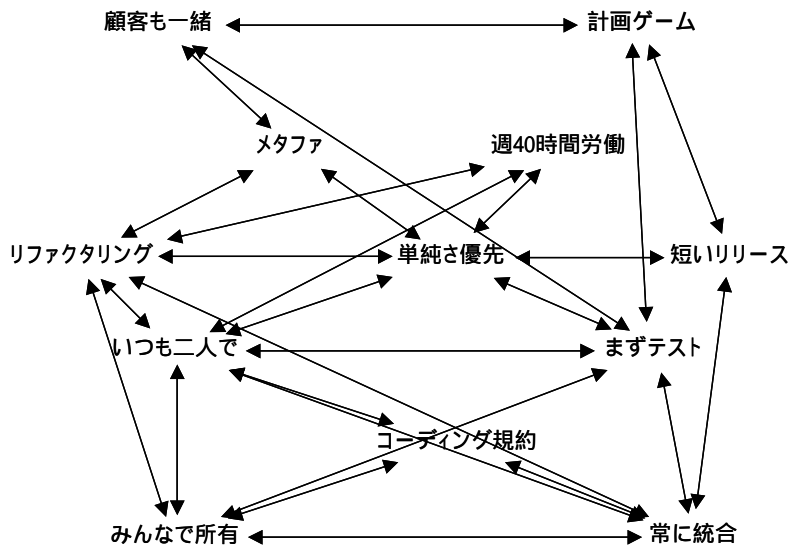 顧客も一緒
計画ゲーム
メタファ
週40時間労働
リファクタリング
単純さ優先
短いリリース
いつも二人で
まずテスト
コーディング規約
みんなで所有
常に統合